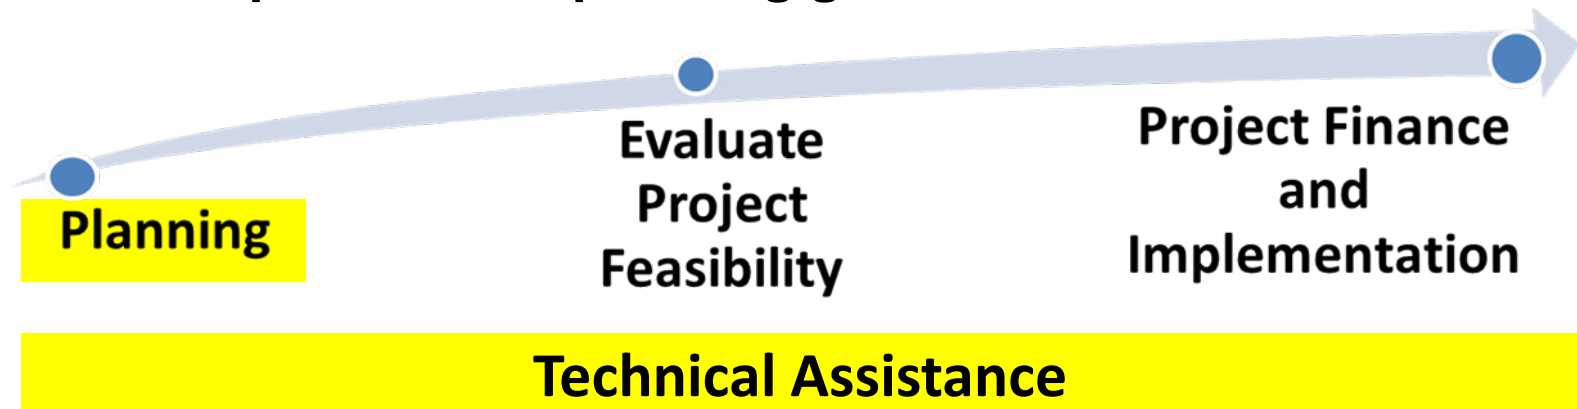 Planning
Evaluate
Project
Feasibility
Project Finance
and
Implementation
Technical Assistance